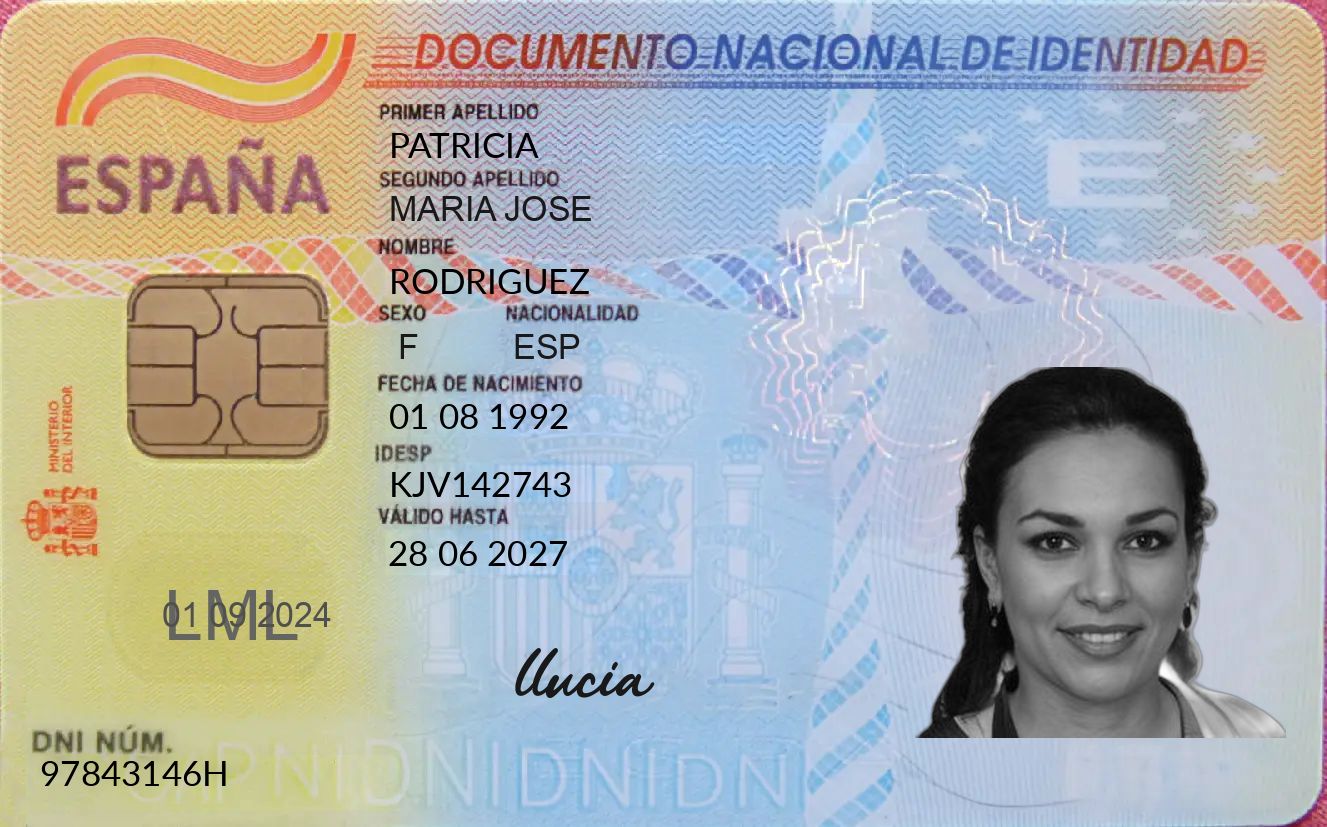 DOCUMENTO NACIONAL DE IDENTIDAD
ESPAÑA
PRIMER APELLIDO
PATRICIA
SEGUNDO APELLIDO
MARIA JOSE
NOMBRE
RODRIGUEZ
SEXO NACIONALIDAD
F ESP
FECHA DE NACIMIENTO
01 08 1992
IDESP
KJV142743
VÁLIDO HASTA
28 06 2027
MINISTERIO
DEL INTERIOR
E
01 09 2024
LML
DNI NÚM.
97843146H
DNIDNIDNIDN